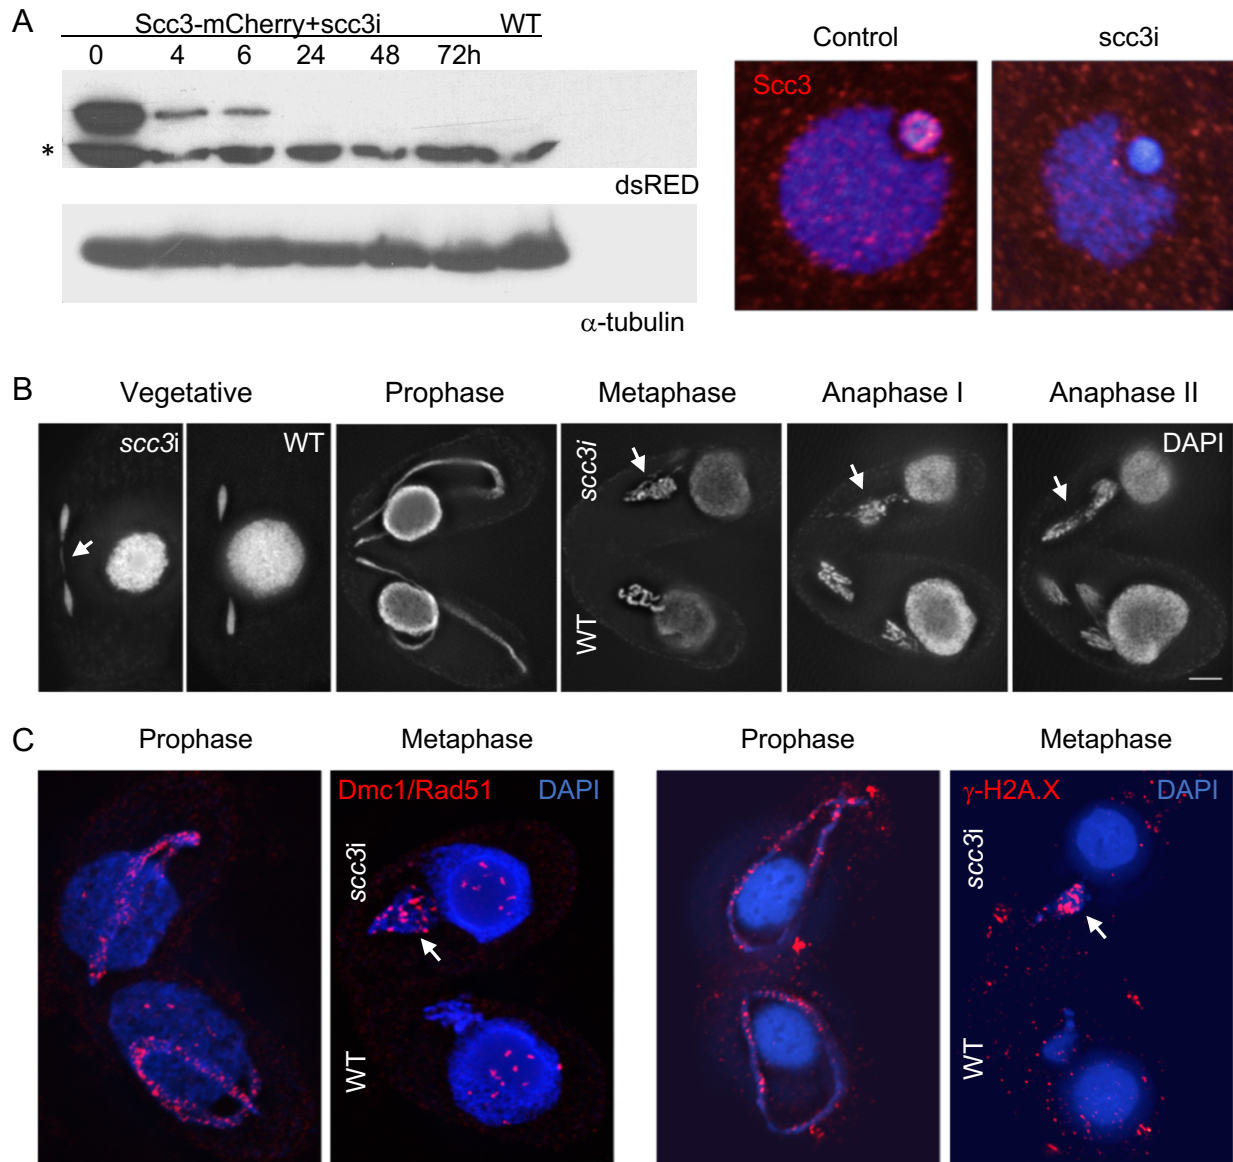 A
Scc3-mCherry+scc3i WT
0 4 6 24 48 72h
*
dsRED
α-tubulin
Control scc3i
Scc3
B
Vegetative Prophase Metaphase Anaphase I Anaphase II
scc3i WT scc3i DAPI
WT
C
Prophase Metaphase Prophase Metaphase
Dmc1/Rad51 DAPI γ-H2A.X DAPI
scc3i scc3i
WT WT